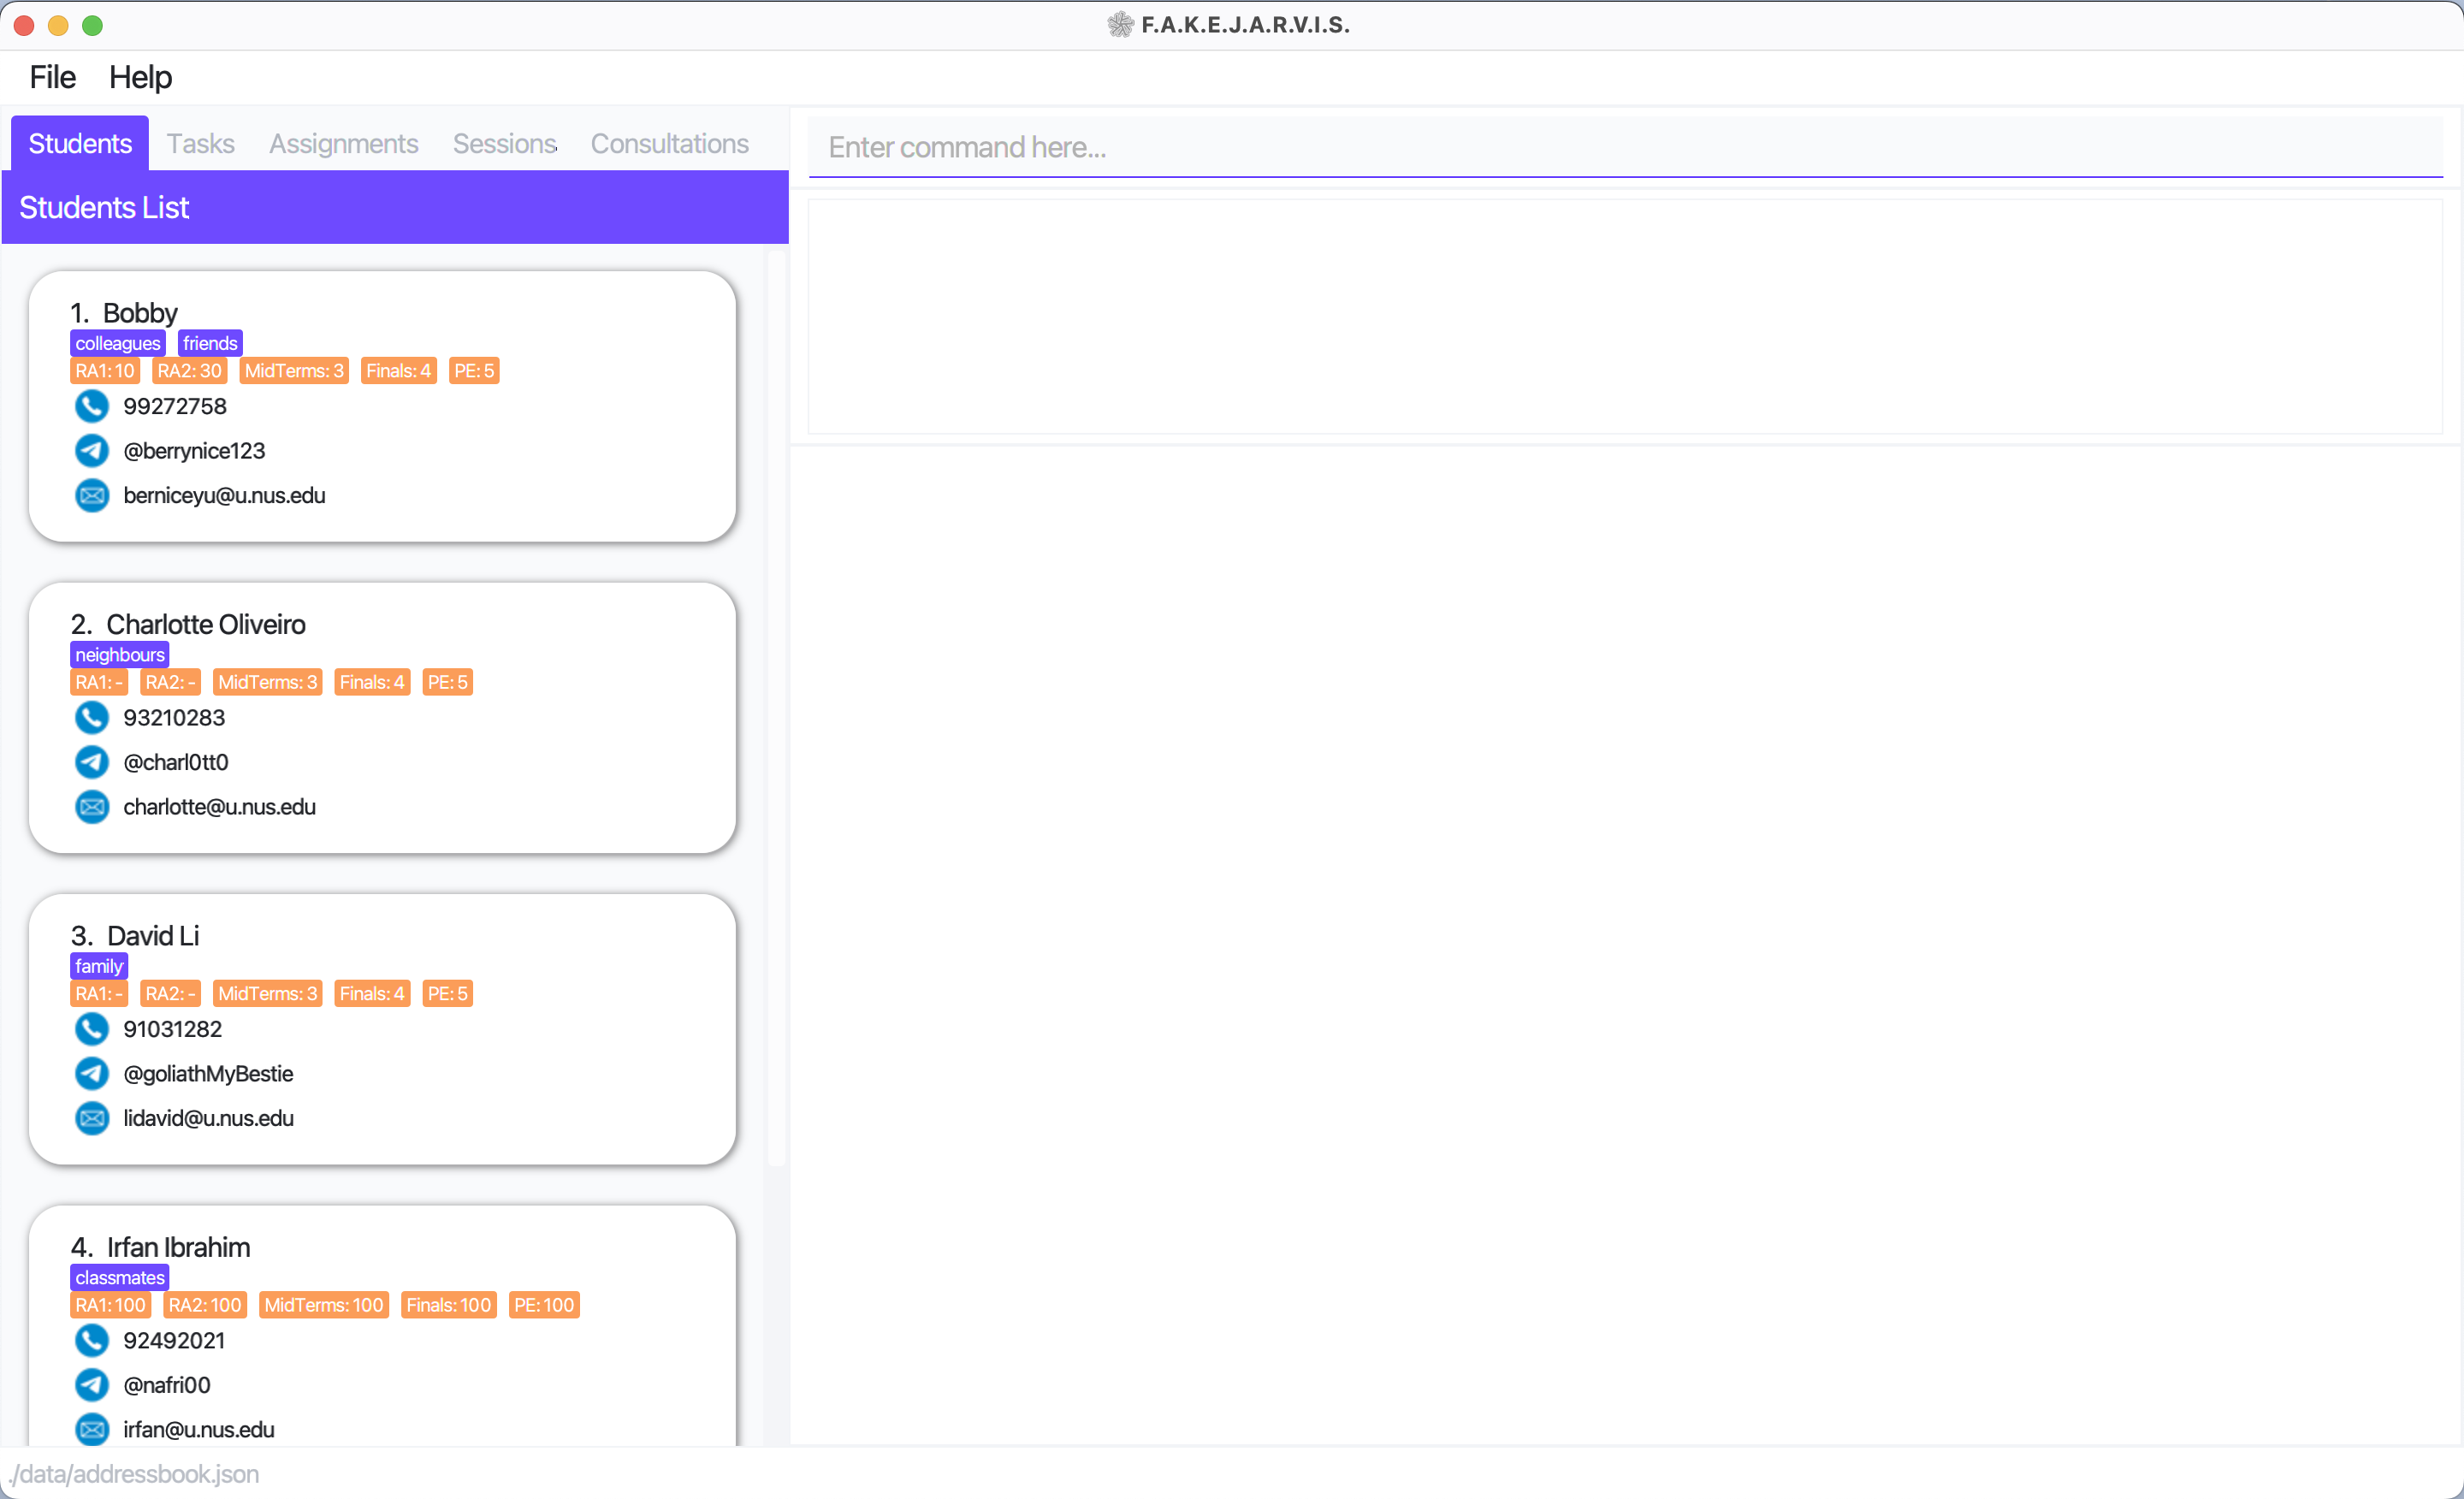 F.A.K.E.J.A.R.V.I.S.
File Help
Students Tasks Assignments Sessions Consultations
Enter command here...
Students List
1. Bobby
colleagues friends
RA1: 10 RA2: 30 MidTerms: 3 Finals: 4 PE: 5
99272758
@berrynice123
berniceyu@u.nus.edu
2. Charlotte Oliveiro
neighbours
RA1: - RA2: - MidTerms: 3 Finals: 4 PE: 5
93210283
@charl0tt0
charlotte@u.nus.edu
3. David Li
family
RA1: - RA2: - MidTerms: 3 Finals: 4 PE: 5
91031282
@goliathMyBestie
lidavid@u.nus.edu
4. Irfan Ibrahim
classmates
RA1: 100 RA2: 100 MidTerms: 100 Finals: 100 PE: 100
92492021
@nafri00
irfan@u.nus.edu
./data/addressbook.json